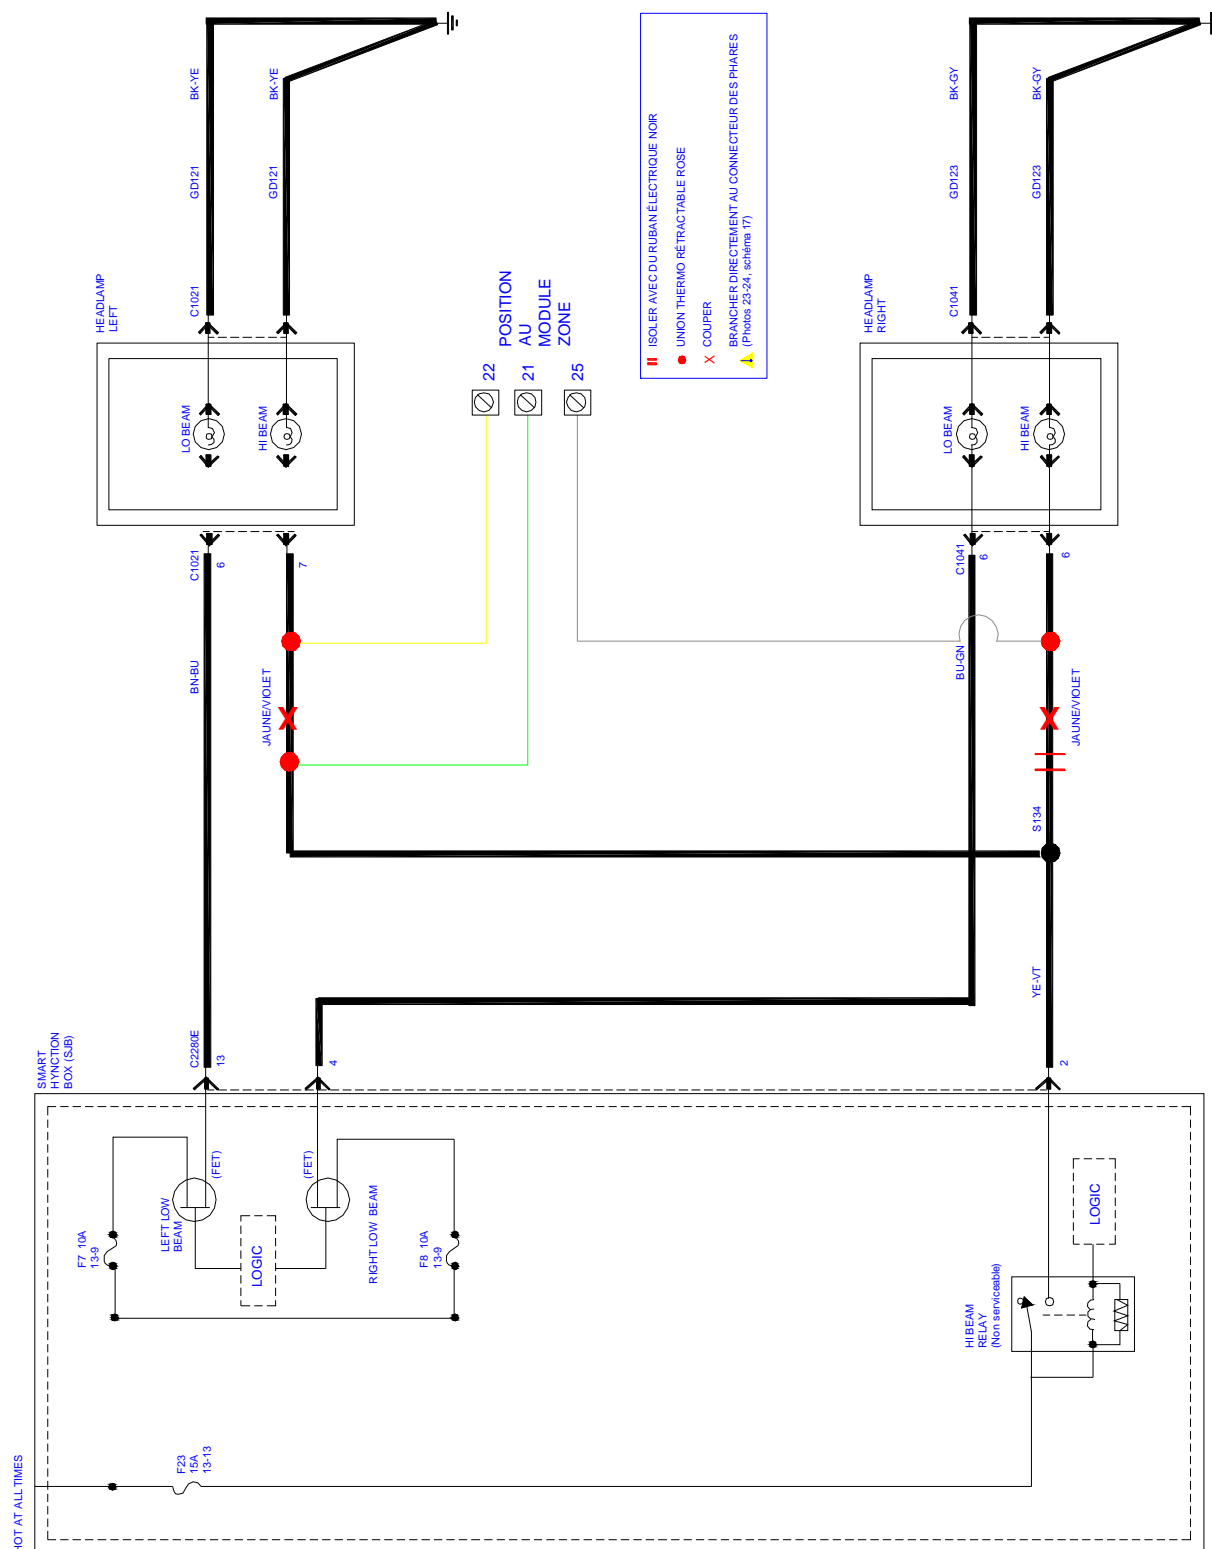 BK-YE
BK-YE
GD121
GD121
HEADLAMP
LEFT
C1021
LO BEAM
HI BEAM
C1021
6
7
BN-BU
JAUNE/VIOLET
22
21
25
POSITION
AU
MODULE
ZONE
ISOLER AVEC DU RUBAN ÉLECTRIQUE NOIR
UNION THERMO RÉTRACTABLE ROSE
X COUPER
BRANCHER DIRECTEMENT AU CONNECTEUR DES PHARES
(Photos 23-24, schéma 17)
BK-GY
BK-GY
GD123
GD123
HEADLAMP
RIGHT
C1041
LO BEAM
HI BEAM
C1041
6
6
BU-GN
JAUNE/VIOLET
S134
YE-VT
SMART
HYNCTION
BOX (SJB)
C2280E
13
4
2
(FET)
(FET)
LEFT LOW
BEAM
LOGIC
RIGHT LOW BEAM
F7 10A
13-9
F8 10A
13-9
LOGIC
HI BEAM
RELAY
(Non serviceable)
F23
15A
13-13
HOT AT ALL TIMES